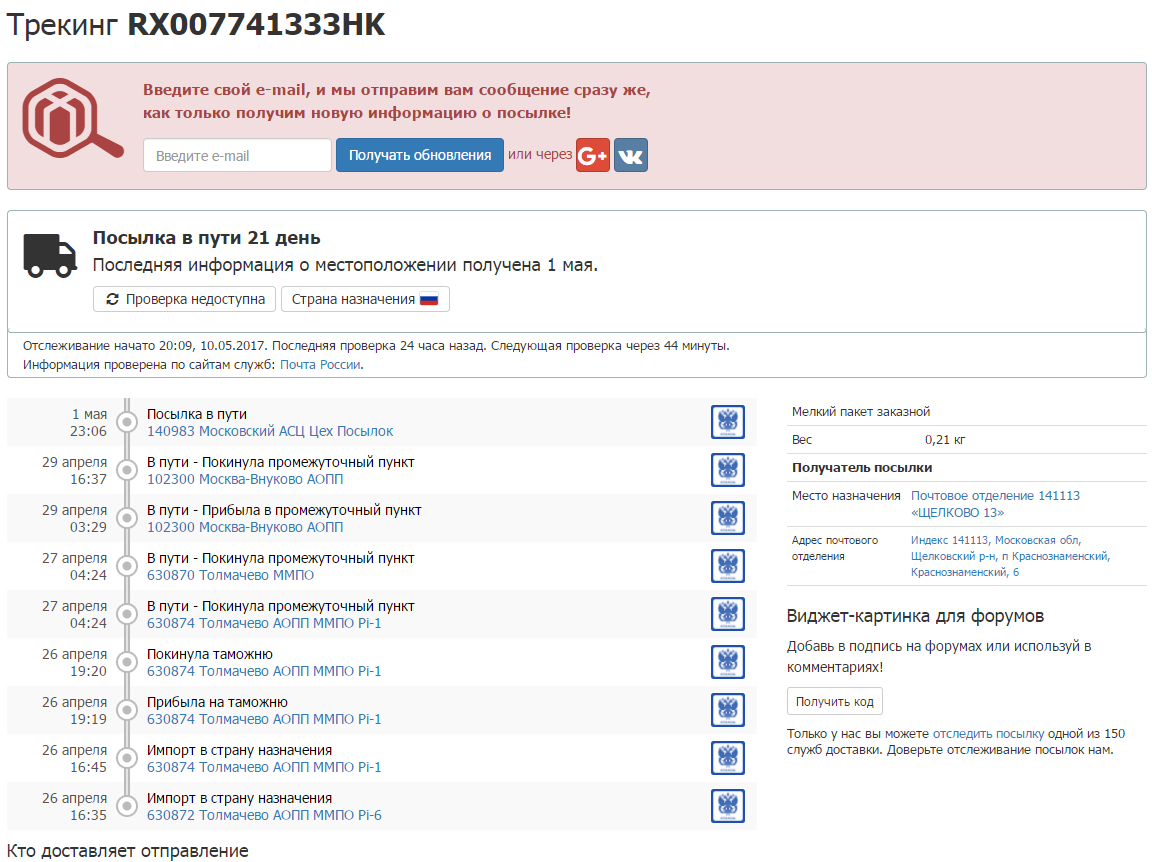 Трекинг RX007741333HK
Введите свой e-mail, и мы отправим вам сообщение сразу же,
как только получим новую информацию о посылке!
Введите e-mail
Получать обновления
или через
G+
Посылка в пути 21 день
Последняя информация о местоположении получена 1 мая.
Проверка недоступна
Страна назначения
Отслеживание начато 20:09, 10.05.2017. Последняя проверка 24 часа назад. Следующая проверка через 44 минуты.
Информация проверена по сайтам служб: Почта России.
1 мая
23:06
Посылка в пути
140983 Московский АСЦ Цех Посылок
29 апреля
16:37
В пути - Покинула промежуточный пункт
102300 Москва-Внуково АОПП
29 апреля
03:29
В пути - Прибыла в промежуточный пункт
102300 Москва-Внуково АОПП
27 апреля
04:24
В пути - Покинула промежуточный пункт
630870 Толмачево ММПО
27 апреля
04:24
В пути - Покинула промежуточный пункт
630874 Толмачево АОПП ММПО Pi-1
26 апреля
19:20
Покинула таможню
630874 Толмачево АОПП ММПО Pi-1
26 апреля
19:19
Прибыла на таможню
630874 Толмачево АОПП ММПО Pi-1
26 апреля
16:45
Импорт в страну назначения
630874 Толмачево АОПП ММПО Pi-1
26 апреля
16:35
Импорт в страну назначения
630872 Толмачево АОПП ММПО Pi-6
Кто доставляет отправление
Мелкий пакет заказной
Вес 0,21 кг
Получатель посылки
Место назначения Почтовое отделение 141113
«ЩЕЛКОВО 13»
Адрес почтового
отделения
Индекс 141113, Московская обл,
Щелковский р-н, п Краснознаменский,
Краснознаменский, 6
Виджет-картинка для форумов
Добавь в подпись на форумах или используй в
комментариях!
Получить код
Только у нас вы можете отследить посылку одной из 150
служб доставки. Доверьте отслеживание посылок нам.